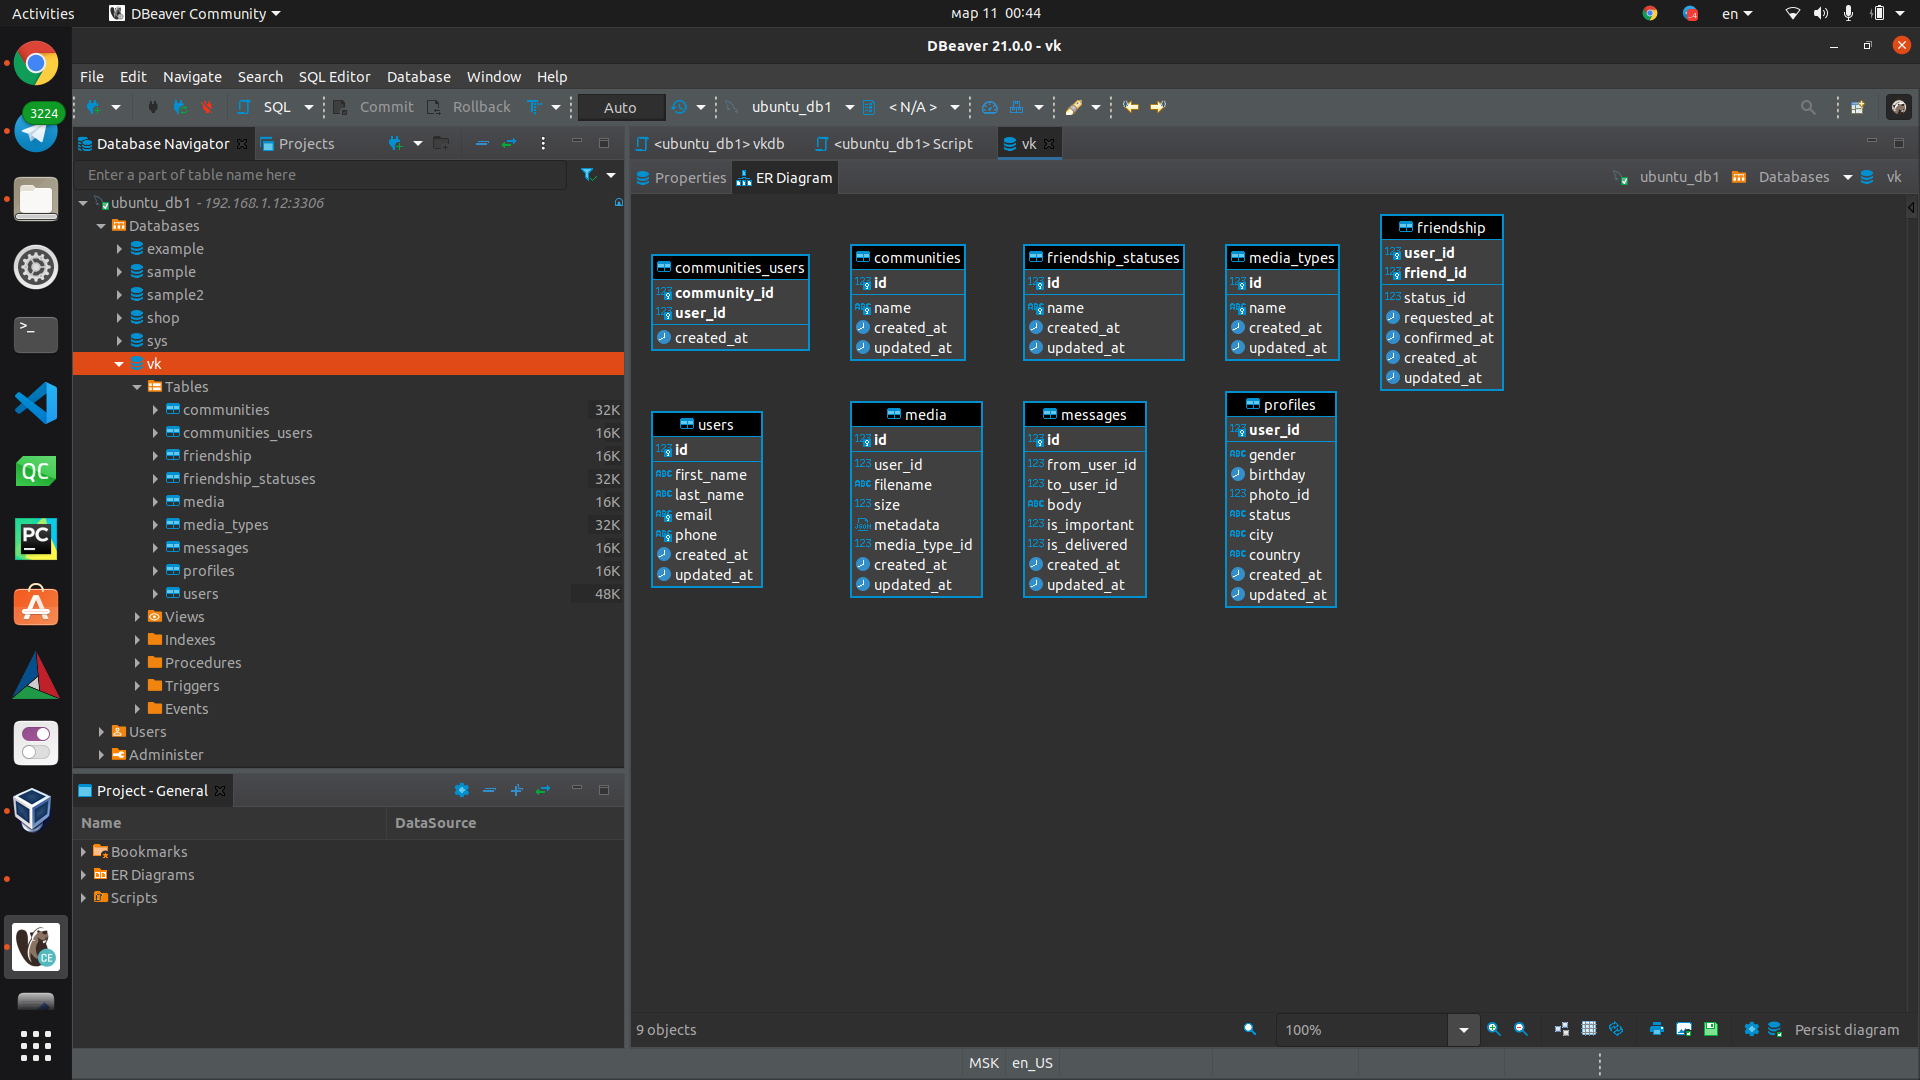 Activities
DBeaver Community
мар 11 00:44
en
DBeaver 21.0.0 - vk
File Edit Navigate Search SQL Editor Database Window Help
SQL
Commit
Rollback
Auto
ubuntu_db1
< N/A >
3224
Database Navigator
Projects
Enter a part of table name here
ubuntu_db1 - 192.168.1.12:3306
Databases
example
sample
sample2
shop
sys
vk
Tables
communities 32K
communities_users 16K
friendship 16K
friendship_statuses 32K
media 16K
media_types 32K
messages 16K
profiles 16K
users 48K
Views
Indexes
Procedures
Triggers
Events
Users
Administer
Project - General
Name DataSource
Bookmarks
ER Diagrams
Scripts
<ubuntu_db1> vkdb
<ubuntu_db1> Script
vk
Properties
ER Diagram
ubuntu_db1
Databases
vk
communities_users
community_id
user_id
created_at
communities
id
name
created_at
updated_at
friendship_statuses
id
name
created_at
updated_at
media_types
id
name
created_at
updated_at
friendship
user_id
friend_id
status_id
requested_at
confirmed_at
created_at
updated_at
users
id
first_name
last_name
email
phone
created_at
updated_at
media
id
user_id
filename
size
metadata
media_type_id
created_at
updated_at
messages
id
from_user_id
to_user_id
body
is_important
is_delivered
created_at
updated_at
profiles
user_id
gender
birthday
photo_id
status
city
country
created_at
updated_at
9 objects
100%
Persist diagram
MSK en_US
QC
PC
CE